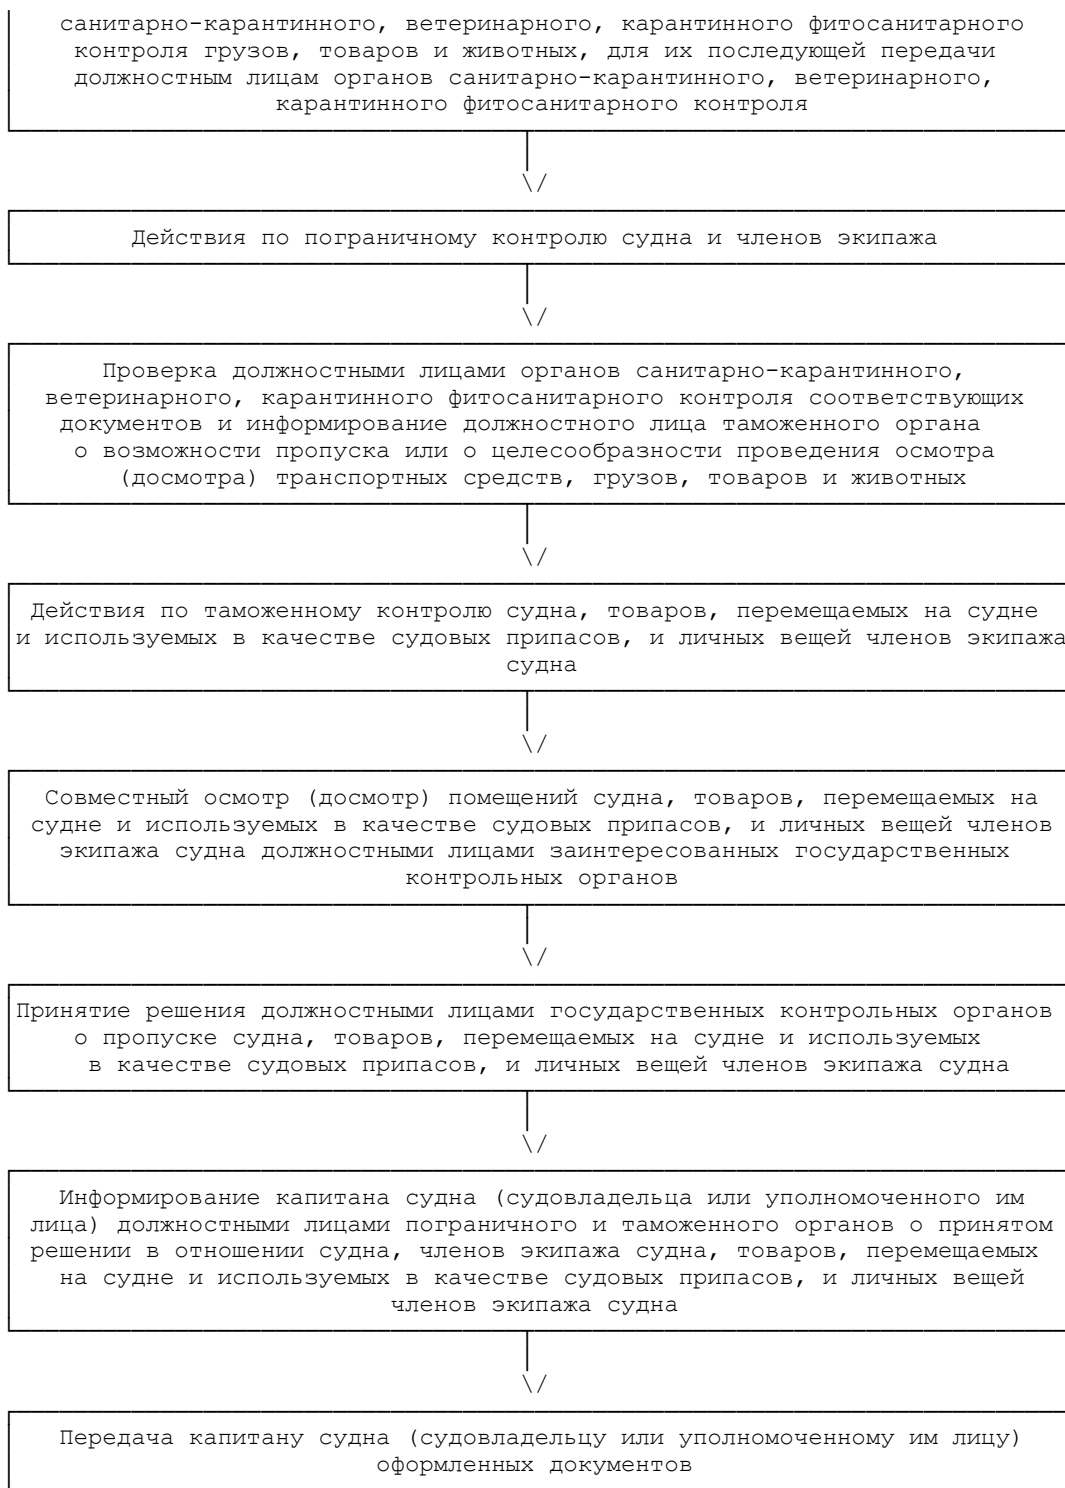 санитарно-карантинного, ветеринарного, карантинного фитосанитарного
контроля грузов, товаров и животных, для их последующей передачи
должностным лицам органов санитарно-карантинного, ветеринарного,
карантинного фитосанитарного контроля
\/
Действия по пограничному контролю судна и членов экипажа
\/
Проверка должностными лицами органов санитарно-карантинного,
ветеринарного, карантинного фитосанитарного контроля соответствующих
документов и информирование должностного лица таможенного органа
о возможности пропуска или о целесообразности проведения осмотра
(досмотра) транспортных средств, грузов, товаров и животных
\/
Действия по таможенному контролю судна, товаров, перемещаемых на судне
и используемых в качестве судовых припасов, и личных вещей членов экипажа
судна
\/
Совместный осмотр (досмотр) помещений судна, товаров, перемещаемых на
судне и используемых в качестве судовых припасов, и личных вещей членов
экипажа судна должностными лицами заинтересованных государственных
контрольных органов
\/
Принятие решения должностными лицами государственных контрольных органов
о пропуске судна, товаров, перемещаемых на судне и используемых
в качестве судовых припасов, и личных вещей членов экипажа судна
\/
Информирование капитана судна (судовладельца или уполномоченного им
лица) должностными лицами пограничного и таможенного органов о принятом
решении в отношении судна, членов экипажа судна, товаров, перемещаемых
на судне и используемых в качестве судовых припасов, и личных вещей
членов экипажа судна
\/
Передача капитану судна (судовладельцу или уполномоченному им лицу)
оформленных документов